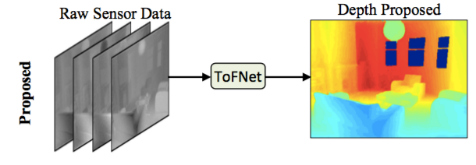 Raw Sensor Data
Depth Proposed
Proposed
ToFNet